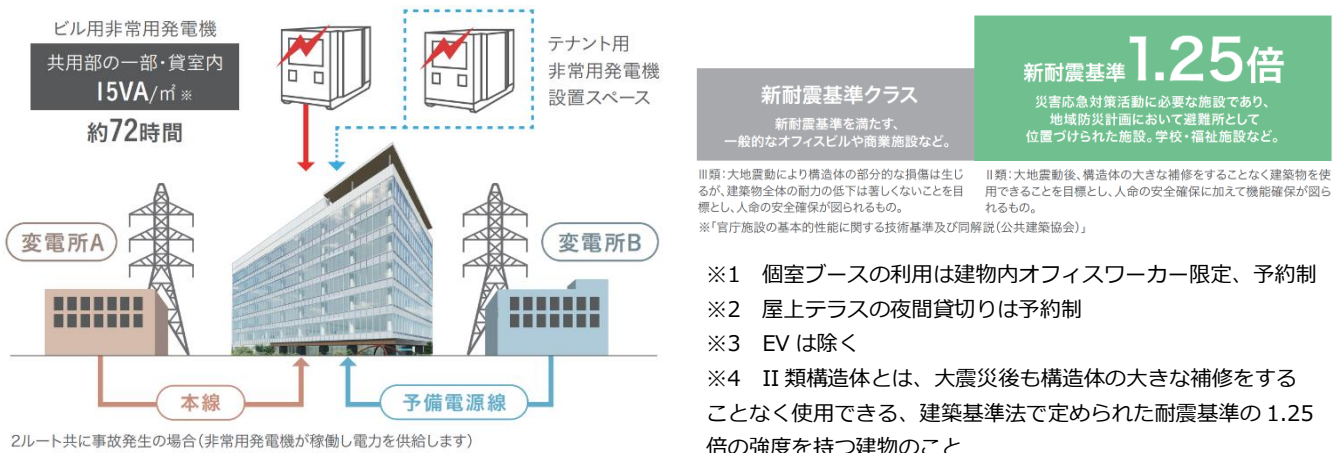 ビル用非常用発電機
共用部の一部・貸室内
15VA/㎡※
約72時間
テナント用
非常用発電機
設置スペース
変電所A
変電所B
本線
予備電源線
2ルート共に事故発生の場合(非常用発電機が稼働し電力を供給します)
新耐震基準クラス
新耐震基準を満たす、
一般的なオフィスビルや商業施設など。
新耐震基準1.25倍
災害応急対策活動に必要な施設であり、
地域防災計画において避難所として
位置づけられた施設。学校・福祉施設など。
Ⅲ類:大地震動により構造体の部分的な損傷は生じ
るが、建築物全体の耐力の低下は著しくないことを目
標とし、人命の安全確保が図られるもの。
Ⅱ類:大地震動後、構造体の大きな補修をすることなく建築物を使
用できることを目標とし、人命の安全確保に加えて機能確保が図ら
れるもの。
※「官庁施設の基本的性能に関する技術基準及び同解説(公共建築協会)」
※1 個室ブースの利用は建物内オフィスワーカー限定、予約制
※2 屋上テラスの夜間貸切りは予約制
※3 EV は除く
※4 II 類構造体とは、大震災後も構造体の大きな補修をする
ことなく使用できる、建築基準法で定められた耐震基準の 1.25
倍の強度を持つ建物のこと